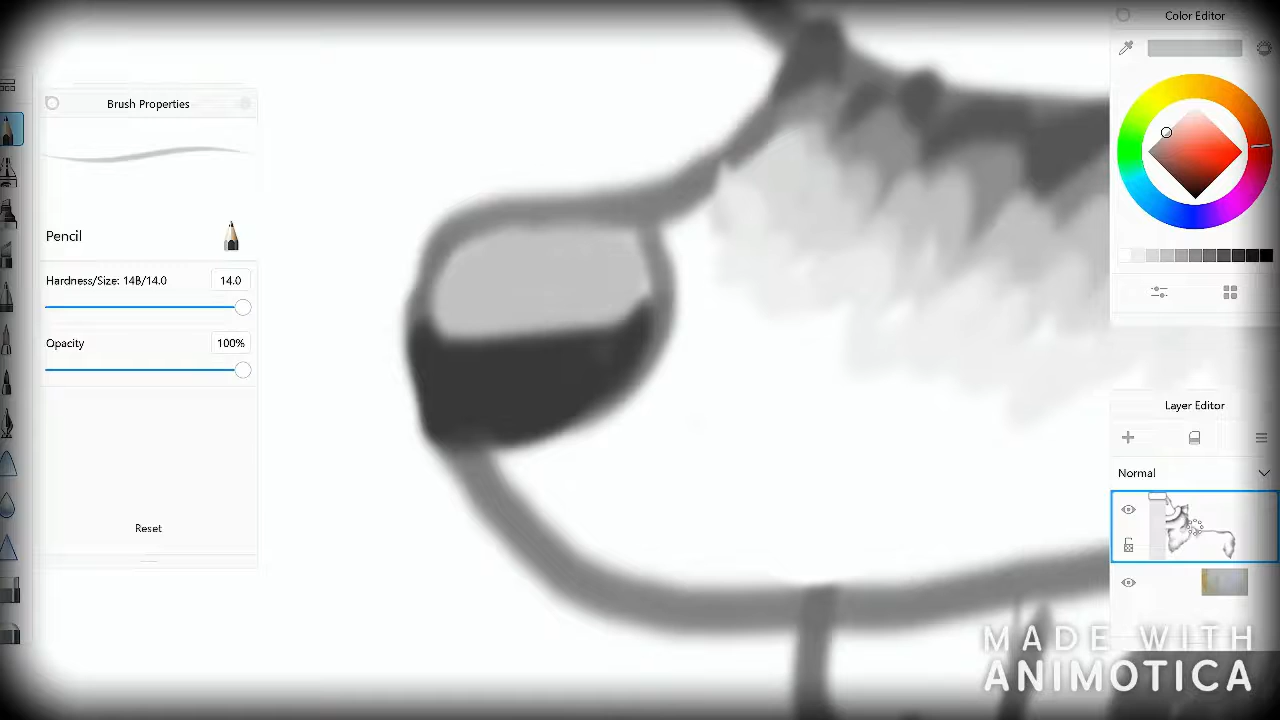 Color Editor
Brush Properties
Pencil
Hardness/Size: 14B/14.0
14.0
Opacity
100%
Reset
Layer Editor
Normal
MADE WITH
ANIMOTICA